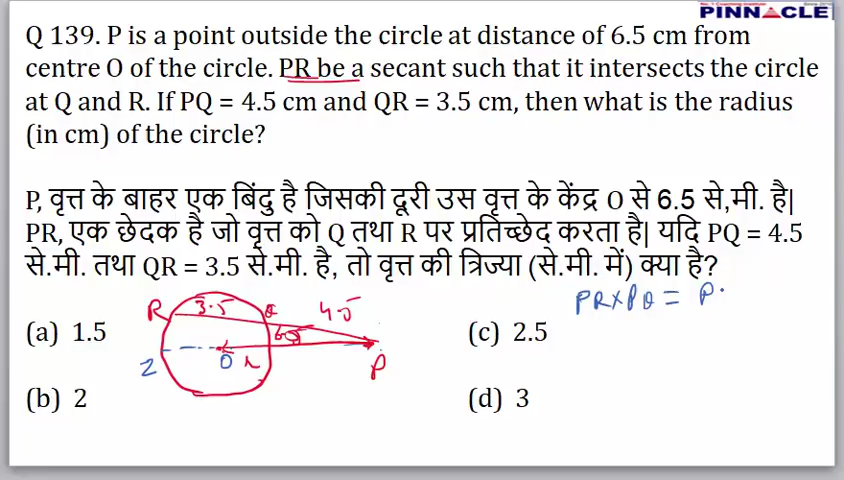 PINNACLE
Q 139. P is a point outside the circle at distance of 6.5 cm from
centre O of the circle. PR be a secant such that it intersects the circle
at Q and R. If PQ = 4.5 cm and QR = 3.5 cm, then what is the radius
(in cm) of the circle?
P, वृत्त के बाहर एक बिंदु है जिसकी दूरी उस वृत्त के केंद्र O से 6.5 से,मी. है|
PR, एक छेदक है जो वृत्त को Q तथा R पर प्रतिच्छेद करता है| यदि PQ = 4.5
से.मी. तथा QR = 3.5 से.मी. है, तो वृत्त की त्रिज्या (से.मी. में) क्या है?
PR×PQ = P.
R 3.5 Q 4.5
(a) 1.5
(c) 2.5
Z O r P
(b) 2
(d) 3